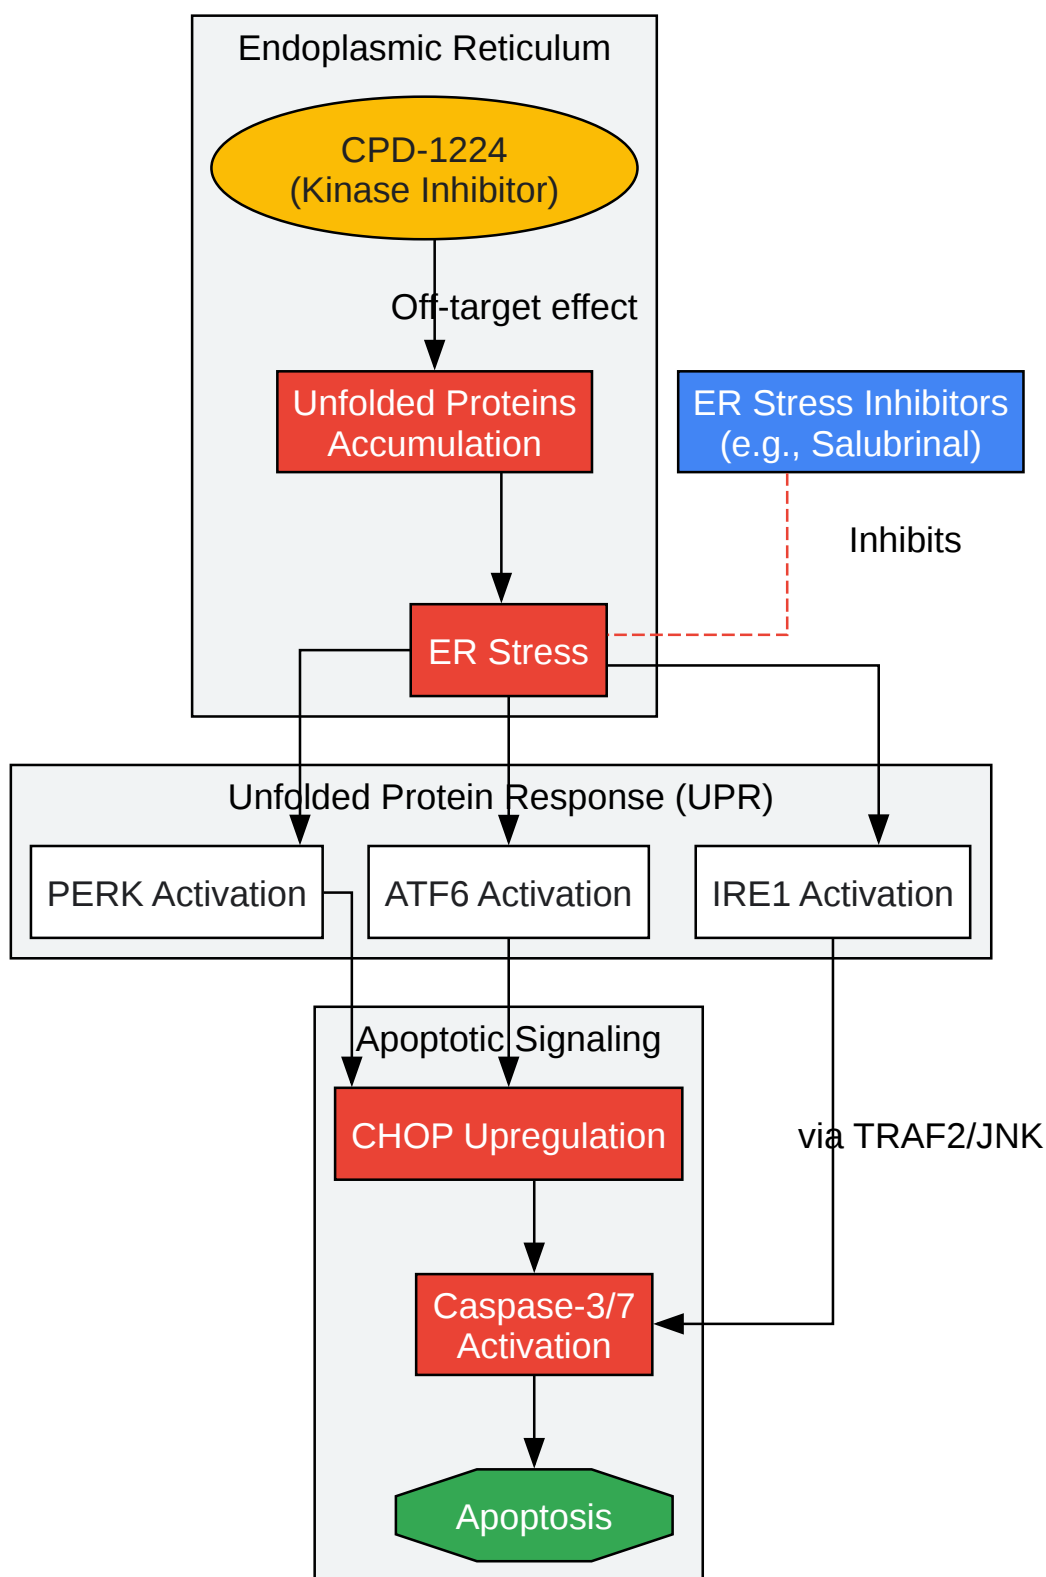 Endoplasmic Reticulum
CPD-1224
(Kinase Inhibitor)
Off-target effect
Unfolded Proteins
Accumulation
ER Stress Inhibitors
(e.g., Salubrinal)
Inhibits
ER Stress
Unfolded Protein Response (UPR)
PERK Activation
ATF6 Activation
IRE1 Activation
Apoptotic Signaling
CHOP Upregulation
via TRAF2/JNK
Caspase-3/7
Activation
Apoptosis